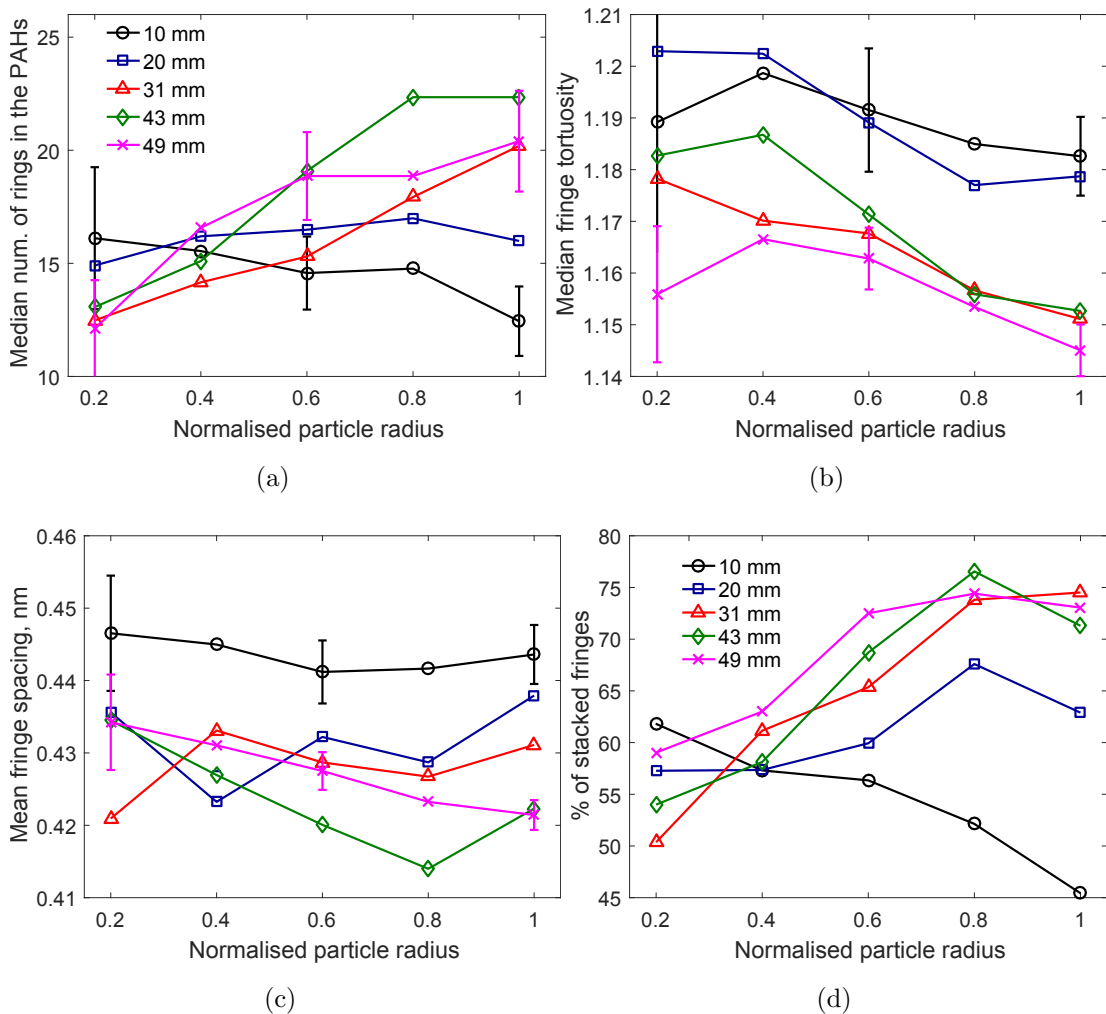 25
20
15
10
Median num. of rings in the PAHs
10 mm
20 mm
31 mm
43 mm
49 mm
0.2 0.4 0.6 0.8 1
Normalised particle radius
(a)
1.21
1.2
1.19
1.18
1.17
1.16
1.15
1.14
Median fringe tortuosity
0.2 0.4 0.6 0.8 1
Normalised particle radius
(b)
0.46
0.45
0.44
0.43
0.42
0.41
Mean fringe spacing, nm
0.2 0.4 0.6 0.8 1
Normalised particle radius
(c)
80
75
70
65
60
55
50
45
% of stacked fringes
10 mm
20 mm
31 mm
43 mm
49 mm
0.2 0.4 0.6 0.8 1
Normalised particle radius
(d)